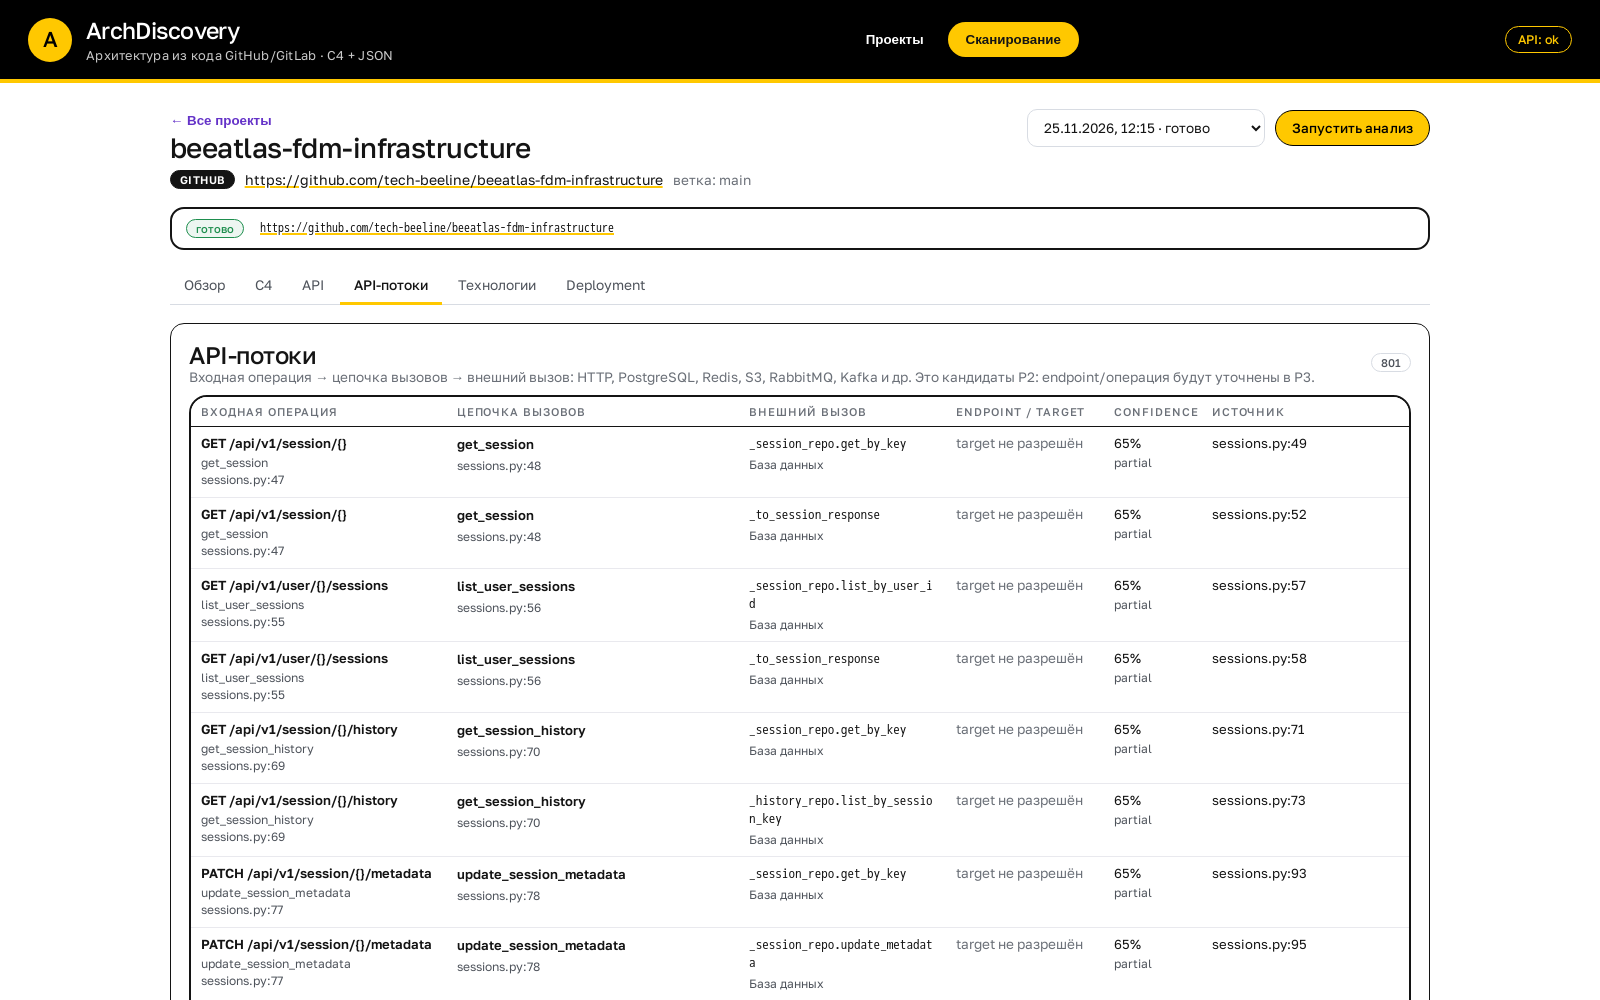 A
ArchDiscovery
Архитектура из кода GitHub/GitLab · C4 + JSON
Проекты
Сканирование
API: ok
← Все проекты
beeatlas-fdm-infrastructure
GITHUB https://github.com/tech-beeline/beeatlas-fdm-infrastructure ветка: main
25.11.2026, 12:15 · готово
Запустить анализ
готово https://github.com/tech-beeline/beeatlas-fdm-infrastructure
Обзор C4 API API-потоки Технологии Deployment
API-потоки
801
Входная операция → цепочка вызовов → внешний вызов: HTTP, PostgreSQL, Redis, S3, RabbitMQ, Kafka и др. Это кандидаты P2: endpoint/операция будут уточнены в P3.
ВХОДНАЯ ОПЕРАЦИЯ ЦЕПОЧКА ВЫЗОВОВ ВНЕШНИЙ ВЫЗОВ ENDPOINT / TARGET CONFIDENCE ИСТОЧНИК
GET /api/v1/session/{} get_session _session_repo.get_by_key target не разрешён 65% sessions.py:49
get_session sessions.py:48 База данных partial
sessions.py:47
GET /api/v1/session/{} get_session _to_session_response target не разрешён 65% sessions.py:52
get_session sessions.py:48 База данных partial
sessions.py:47
GET /api/v1/user/{}/sessions list_user_sessions _session_repo.list_by_user_i target не разрешён 65% sessions.py:57
list_user_sessions sessions.py:56 d partial
sessions.py:55 База данных
GET /api/v1/user/{}/sessions list_user_sessions _to_session_response target не разрешён 65% sessions.py:58
list_user_sessions sessions.py:56 База данных partial
sessions.py:55
GET /api/v1/session/{}/history get_session_history _session_repo.get_by_key target не разрешён 65% sessions.py:71
get_session_history sessions.py:70 База данных partial
sessions.py:69
GET /api/v1/session/{}/history get_session_history _history_repo.list_by_sessio target не разрешён 65% sessions.py:73
get_session_history sessions.py:70 n_key partial
sessions.py:69 База данных
PATCH /api/v1/session/{}/metadata update_session_metadata _session_repo.get_by_key target не разрешён 65% sessions.py:93
update_session_metadata sessions.py:78 База данных partial
sessions.py:77
PATCH /api/v1/session/{}/metadata update_session_metadata _session_repo.update_metadat target не разрешён 65% sessions.py:95
update_session_metadata sessions.py:78 a partial
sessions.py:77 База данных